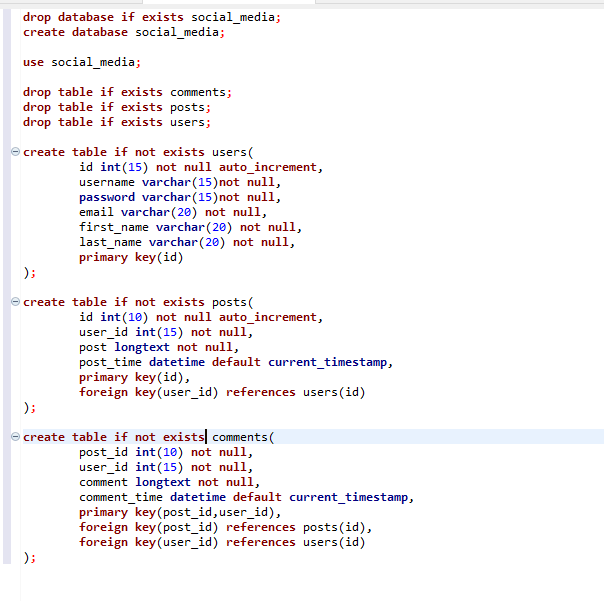 drop database if exists social_media;
create database social_media;
use social_media;
drop table if exists comments;
drop table if exists posts;
drop table if exists users;
create table if not exists users(
id int(15) not null auto_increment,
username varchar(15)not null,
password varchar(15)not null,
email varchar(20) not null,
first_name varchar(20) not null,
last_name varchar(20) not null,
primary key(id)
);
create table if not exists posts(
id int(10) not null auto_increment,
user_id int(15) not null,
post longtext not null,
post_time datetime default current_timestamp,
primary key(id),
foreign key(user_id) references users(id)
);
create table if not exists comments(
post_id int(10) not null,
user_id int(15) not null,
comment longtext not null,
comment_time datetime default current_timestamp,
primary key(post_id,user_id),
foreign key(post_id) references posts(id),
foreign key(user_id) references users(id)
);